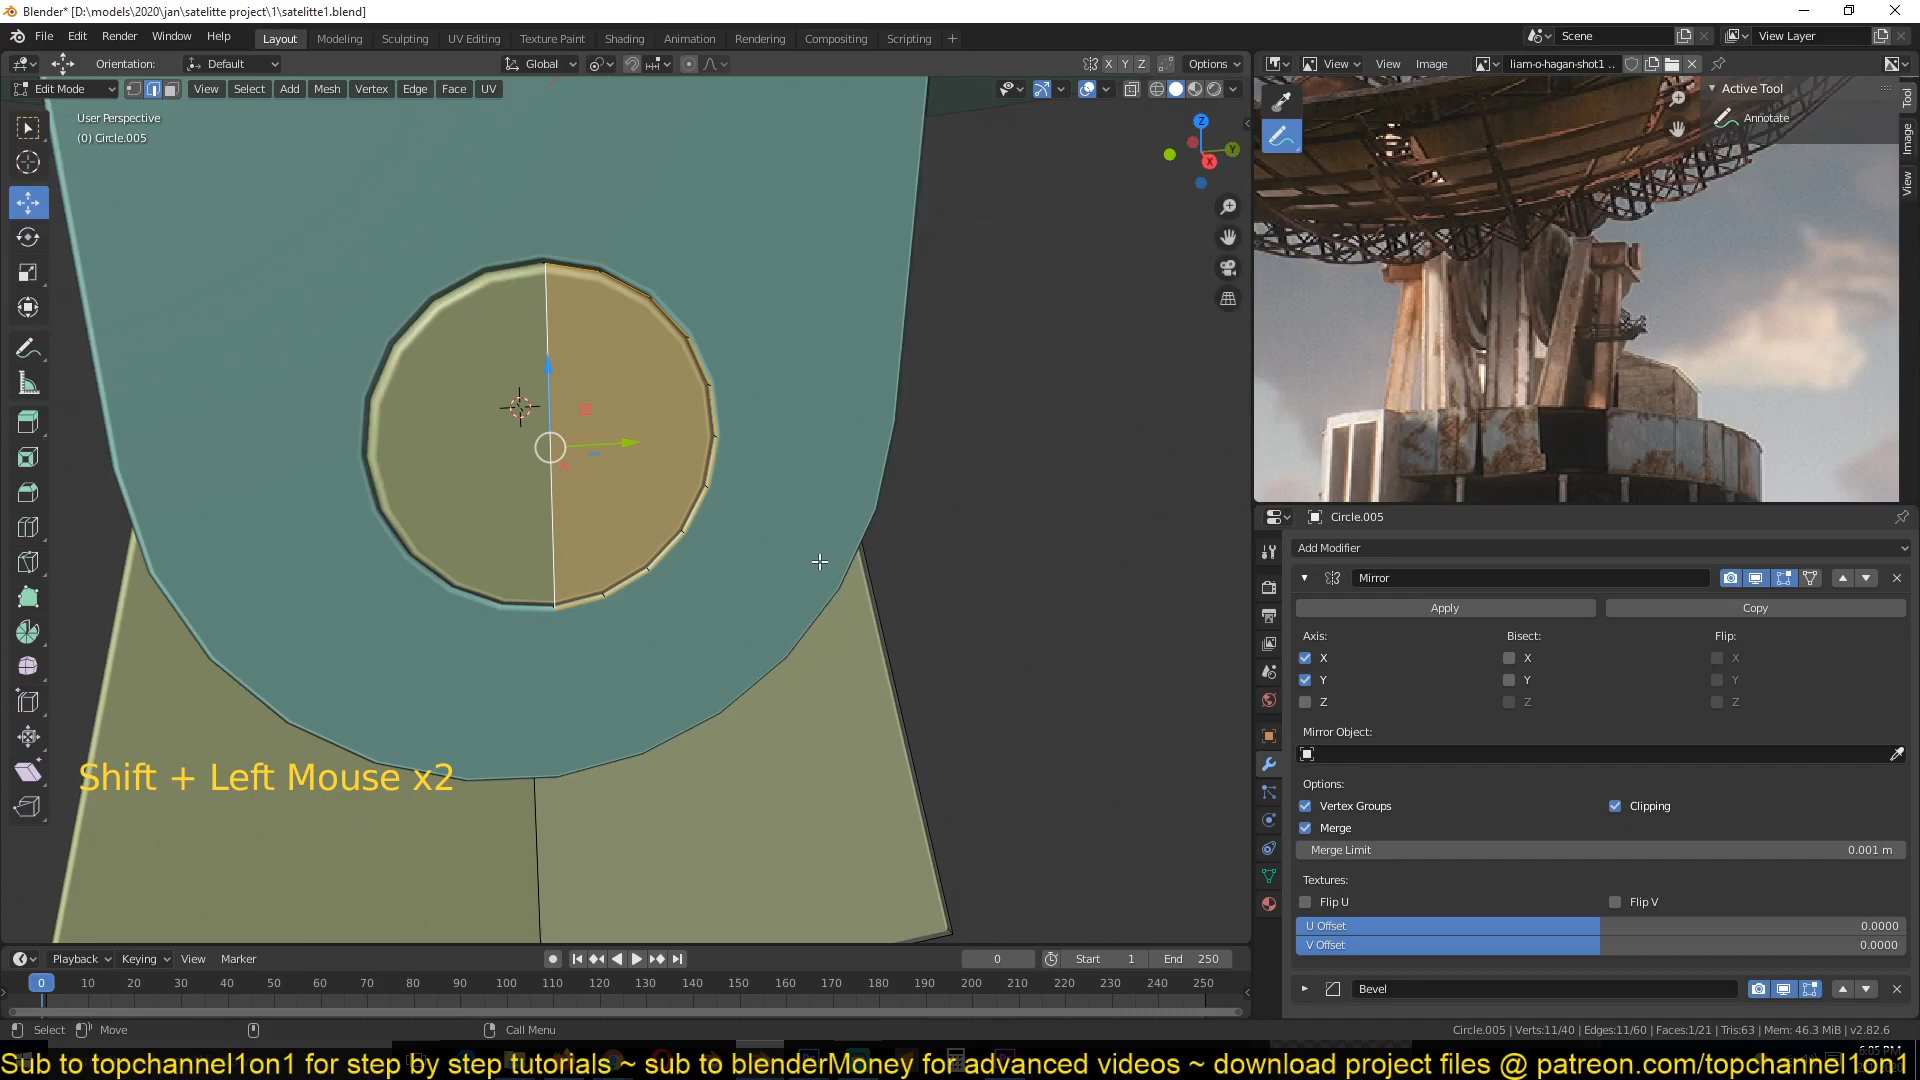 Blender* [D:\models\2020\jan\satelitte project\1\satelitte1.blend]
File Edit Render Window Help Layout Modeling Sculpting UV Editing Texture Paint Shading Animation Rendering Compositing Scripting + Scene View Layer
Orientation: Default Global X Y Z Options View View Image liam-o-hagan-shot1 ..
Edit Mode View Select Add Mesh Vertex Edge Face UV
Active Tool
Annotate
Tool
Image
View
User Perspective
(0) Circle.005
Z
Y
X
Circle.005
Add Modifier
Mirror
Apply Copy
Axis: Bisect: Flip:
X X X
Y Y Y
Z Z Z
Mirror Object:
Options:
Vertex Groups Clipping
Merge
Merge Limit 0.001 m
Textures:
Flip U Flip V
U Offset 0.0000
V Offset 0.0000
Bevel
Shift + Left Mouse x2
Playback Keying View Marker 0 Start 1 End 250
0 10 20 30 40 50 60 70 80 90 100 110 120 130 140 150 160 170 180 190 200 210 220 230 240 250
Select Move Call Menu Circle.005 | Verts:11/40 | Edges:11/60 | Faces:1/21 | Tris:63 | Mem: 46.3 MiB | v2.82.6
Sub to topchannel1on1 for step by step tutorials ~ sub to blenderMoney for advanced videos ~ download project files @ patreon.com/topchannel1on1
6:05 PM